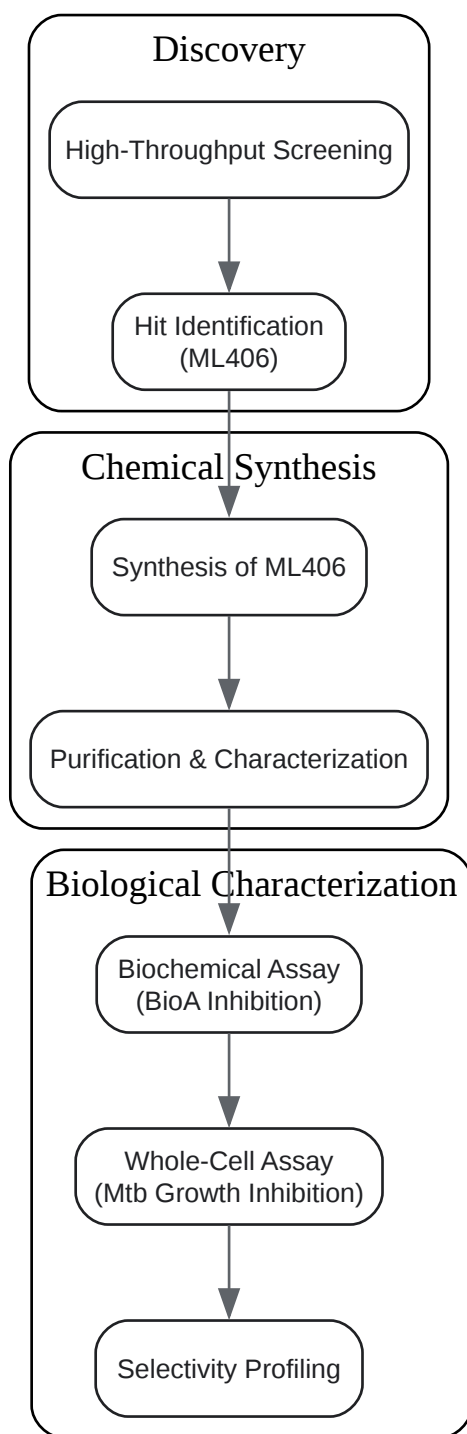 Discovery
High-Throughput Screening
Hit Identification
(ML406)
Chemical Synthesis
Synthesis of ML406
Purification & Characterization
Biological Characterization
Biochemical Assay
(BioA Inhibition)
Whole-Cell Assay
(Mtb Growth Inhibition)
Selectivity Profiling